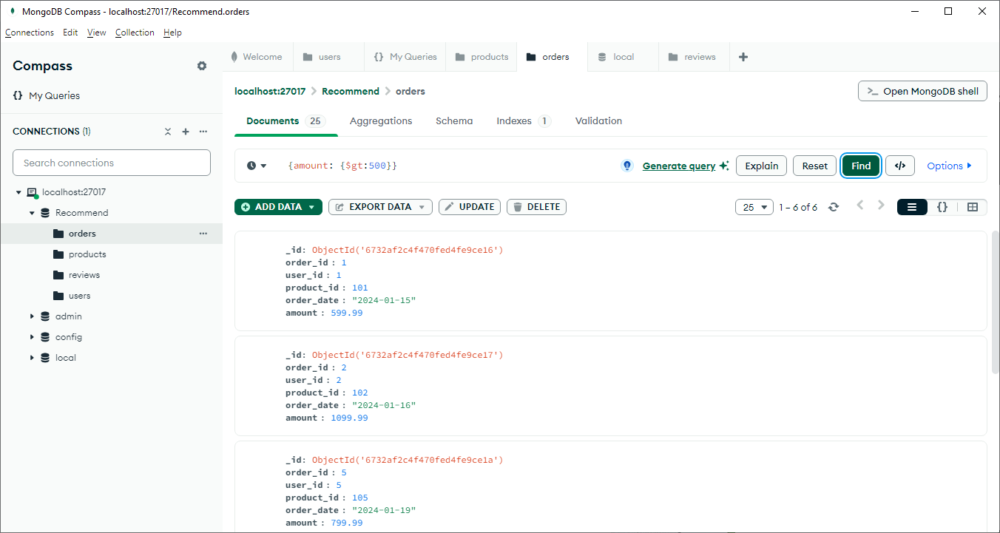 MongoDB Compass - localhost:27017/Recommend.orders
Connections Edit View Collection Help
Compass
{} My Queries
CONNECTIONS (1)
Search connections
localhost:27017
Recommend
orders
products
reviews
users
admin
config
local
Welcome users {} My Queries products orders local reviews
localhost:27017 > Recommend > orders
>_ Open MongoDB shell
Documents 25 Aggregations Schema Indexes 1 Validation
{amount: {$gt:500}}
Generate query Explain Reset Find </> Options
ADD DATA EXPORT DATA UPDATE DELETE 25 1 – 6 of 6 {}
_id: ObjectId('6732af2c4f470fed4fe9ce16')
order_id : 1
user_id : 1
product_id : 101
order_date : "2024-01-15"
amount : 599.99
_id: ObjectId('6732af2c4f470fed4fe9ce17')
order_id : 2
user_id : 2
product_id : 102
order_date : "2024-01-16"
amount : 1099.99
_id: ObjectId('6732af2c4f470fed4fe9ce1a')
order_id : 5
user_id : 5
product_id : 105
order_date : "2024-01-19"
amount : 799.99